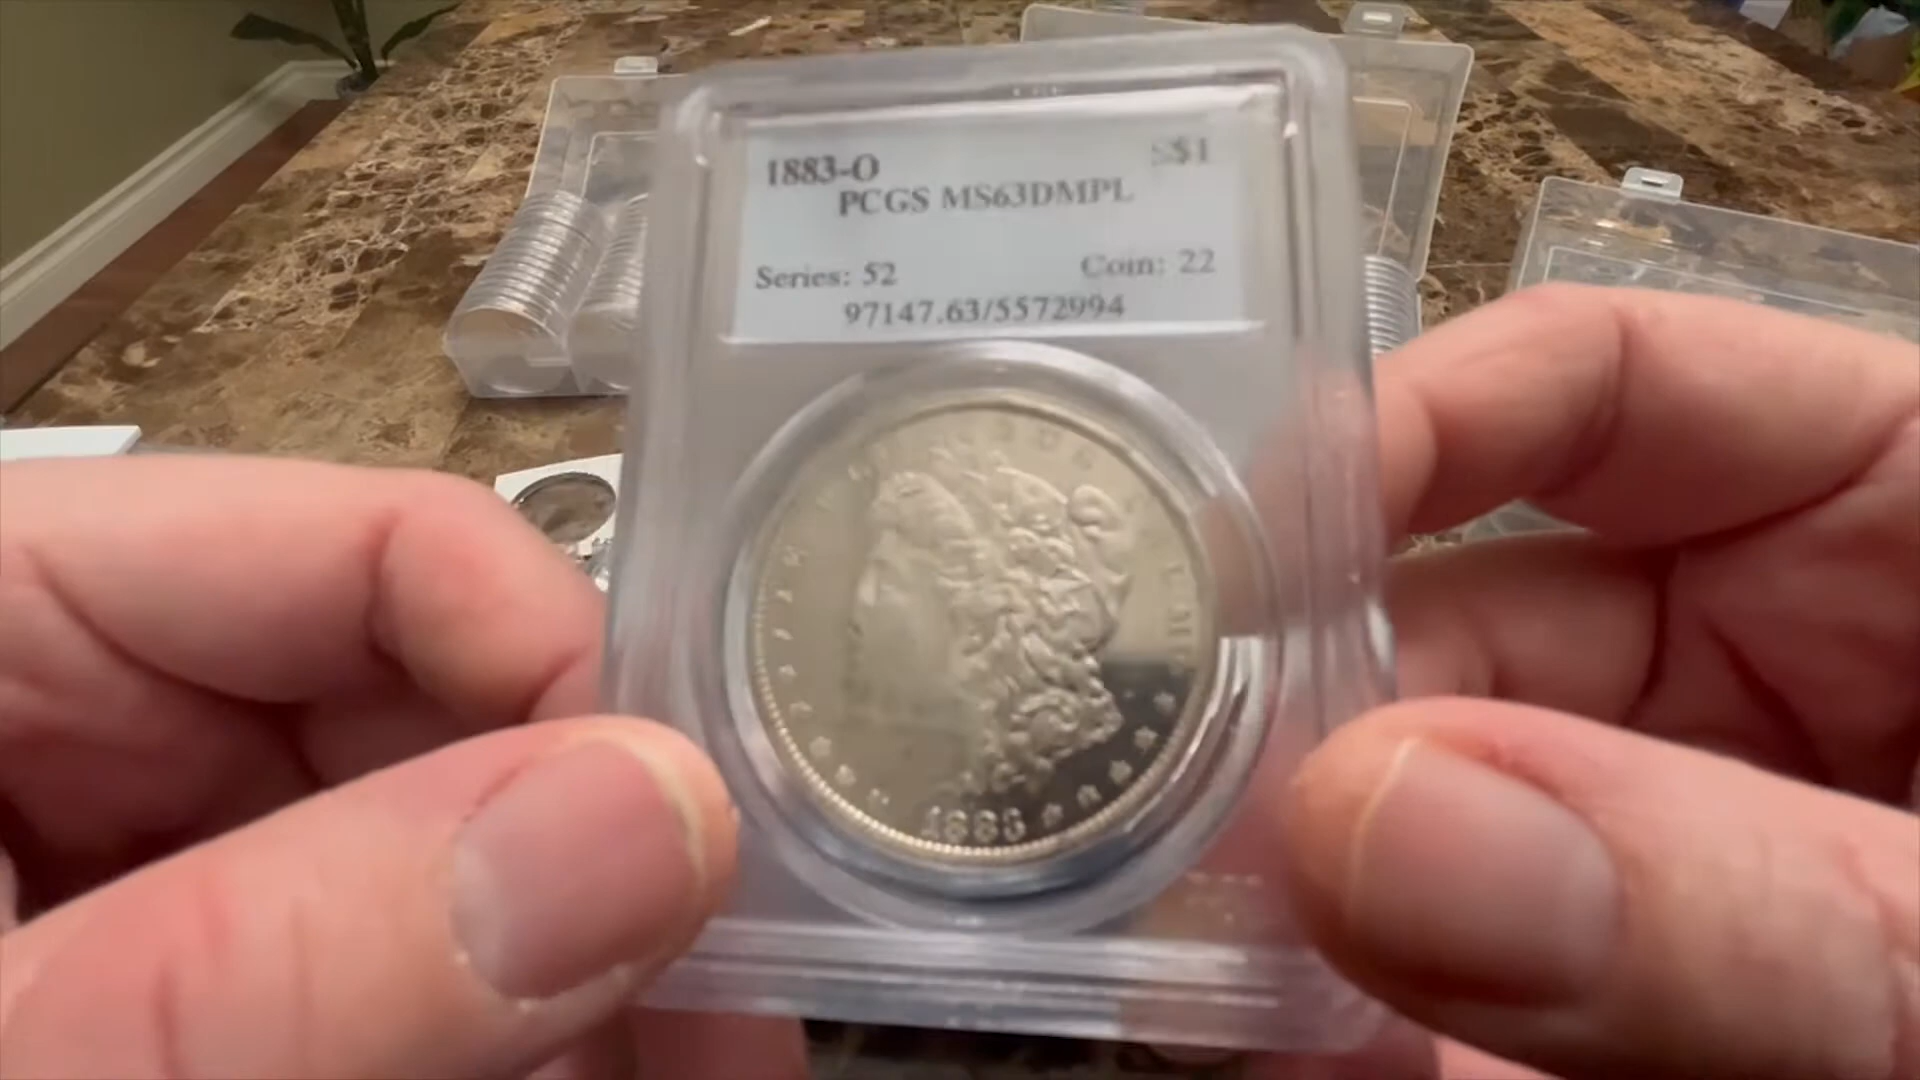 1883-O S$1
PCGS MS63DMPL
Series: 52 Coin: 22
97147.63/5572994
1883